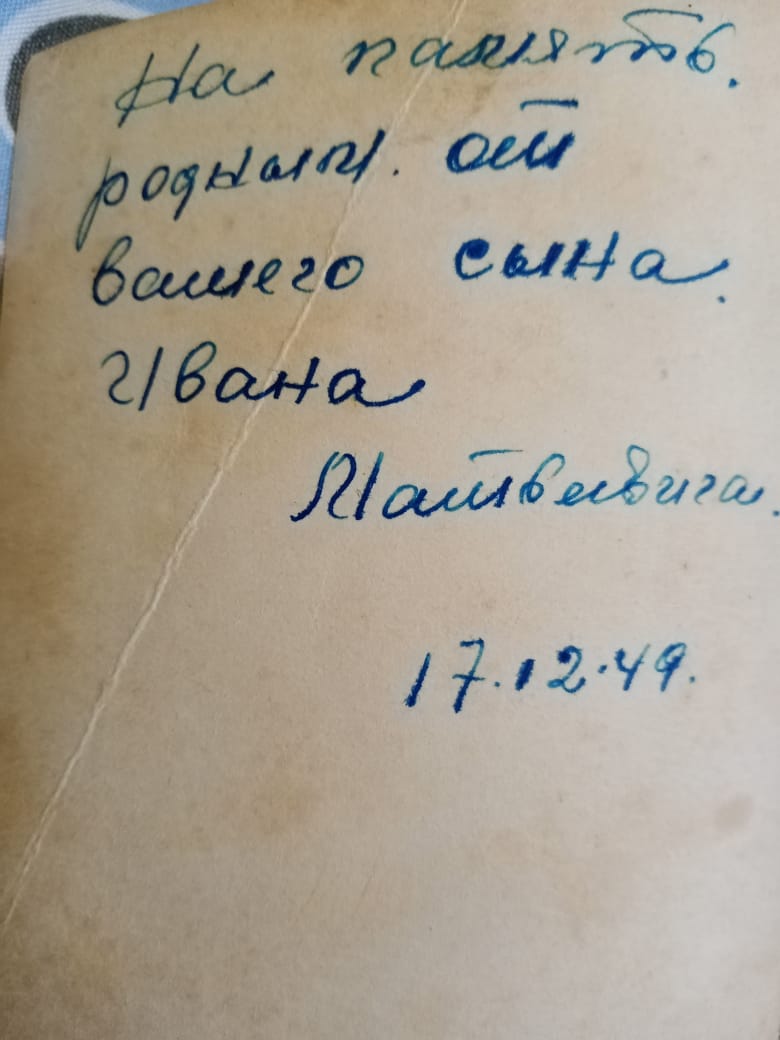 На память.
родным. от
вашего сына.
Ивана
Матвеевича.
17.12.49.